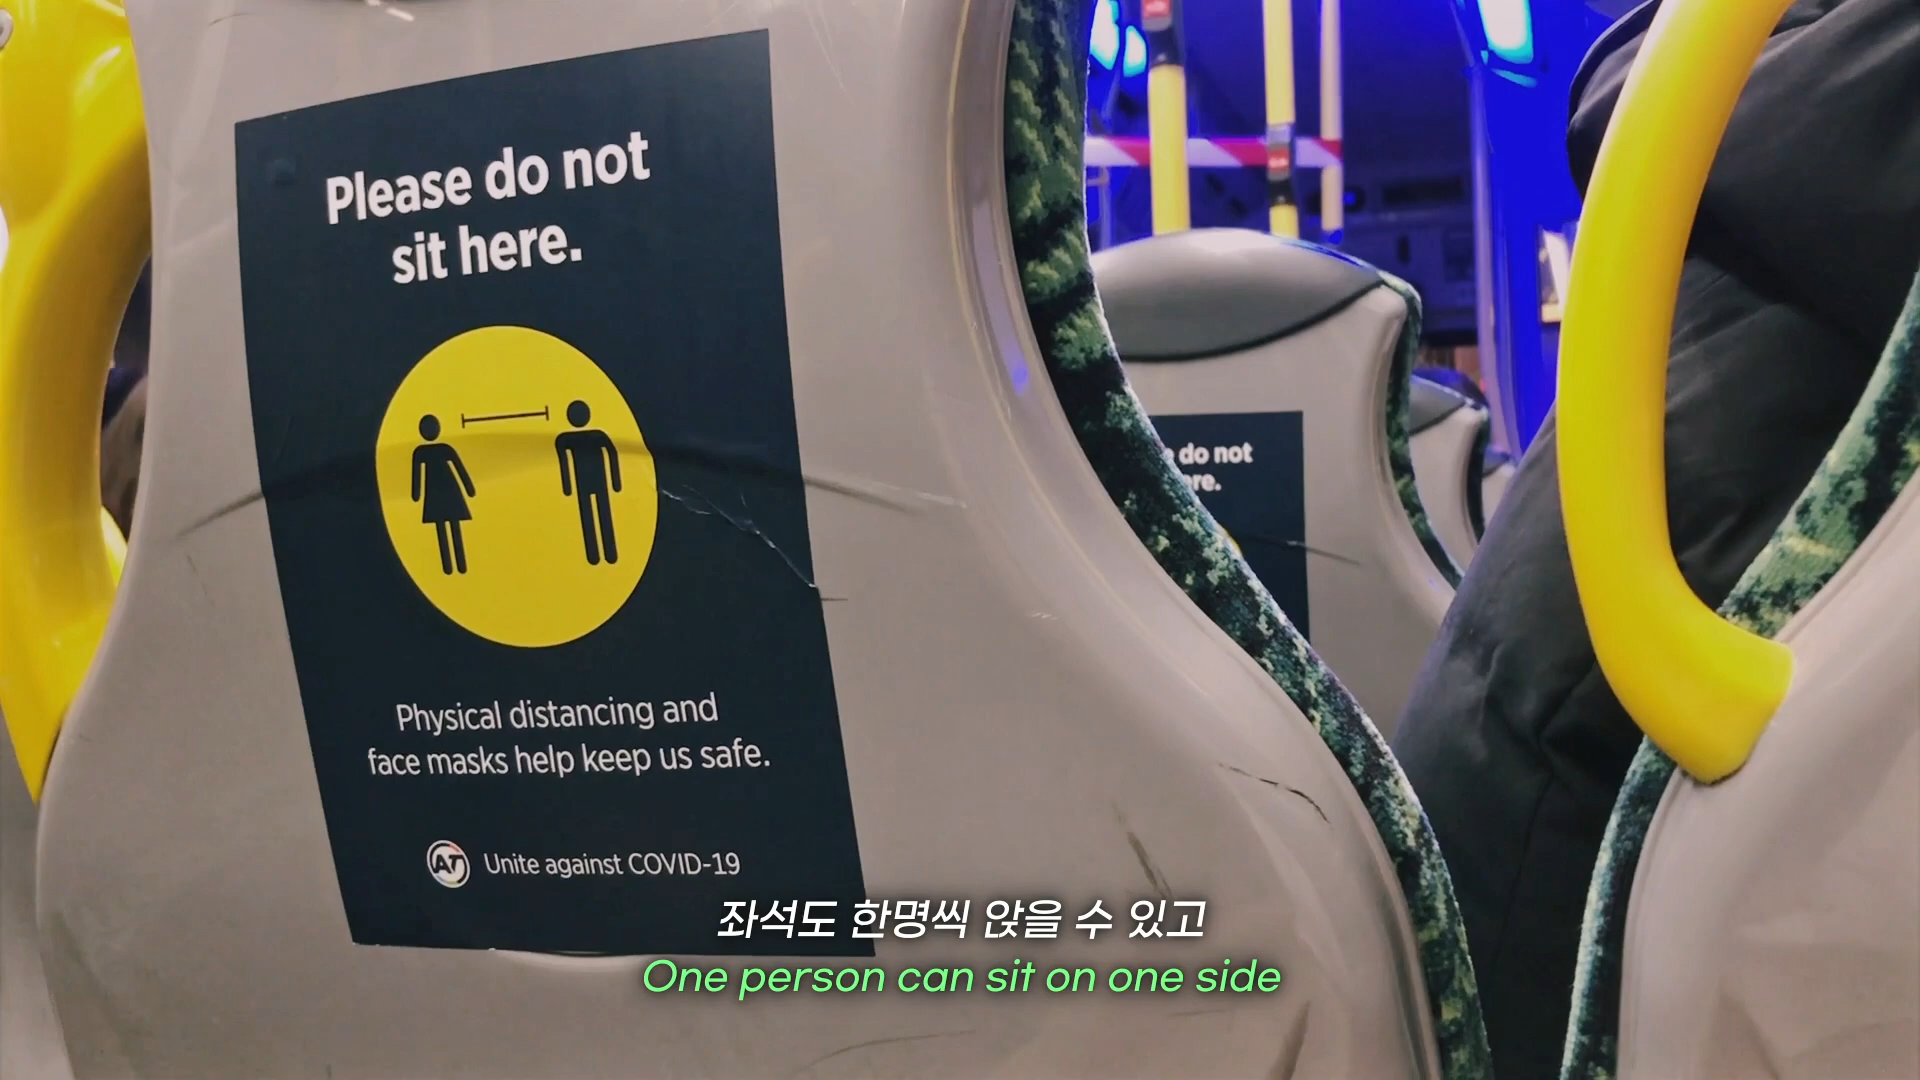 Please do not
sit here.
do not
re.
Physical distancing and
face masks help keep us safe.
AT Unite against COVID-19
좌석도 한명씩 앉을 수 있고
One person can sit on one side